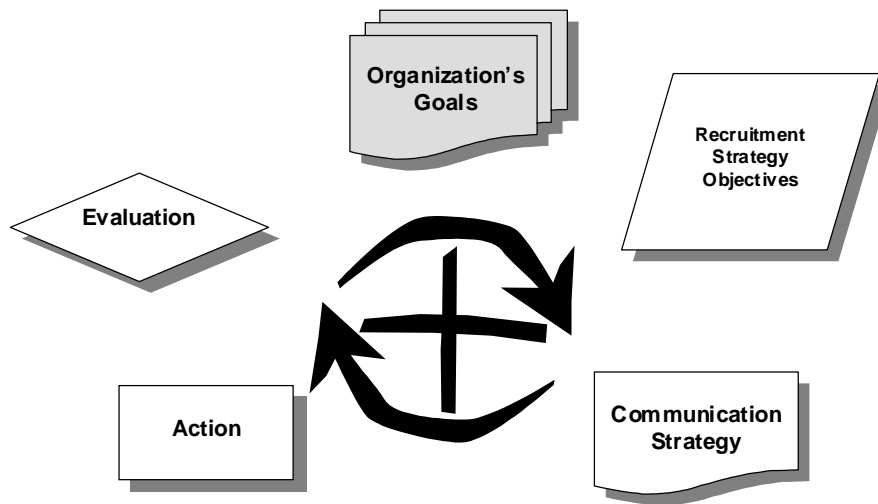 Organization's
Goals
Recruitment
Strategy
Objectives
Evaluation
Action
Communication
Strategy